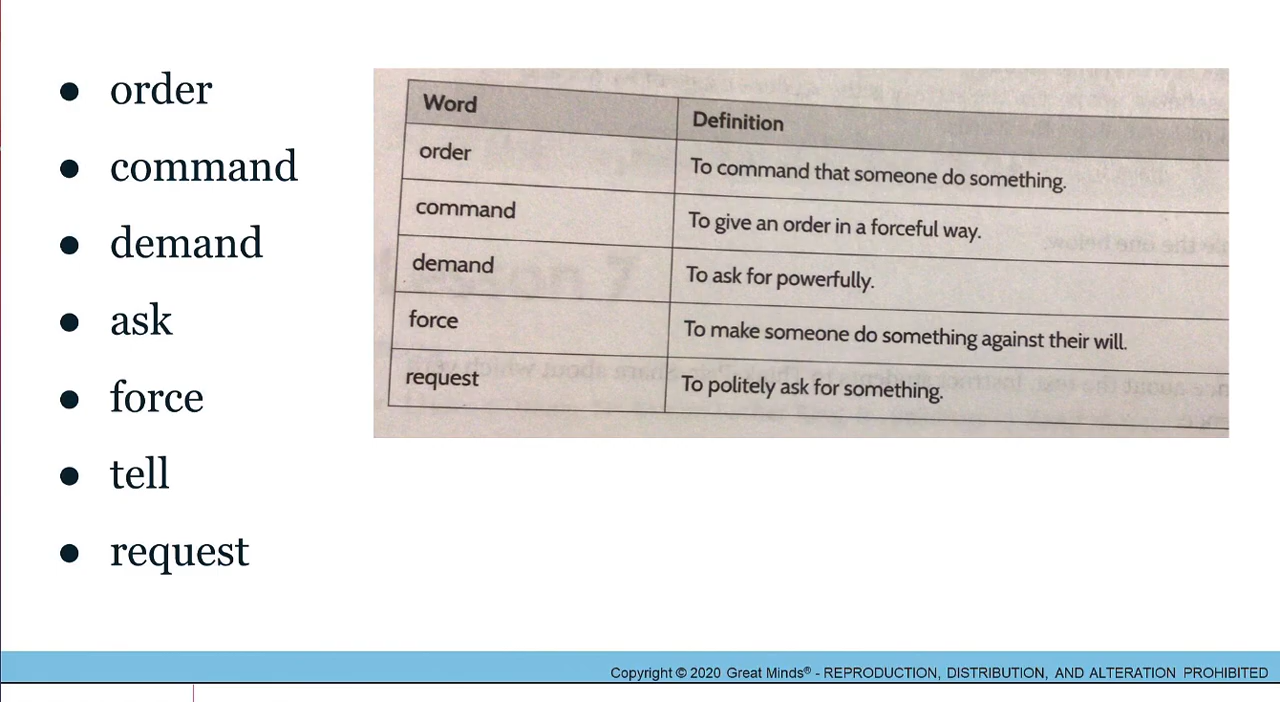 ● order
● command
● demand
● ask
● force
● tell
● request
Word Definition
order To command that someone do something.
command To give an order in a forceful way.
demand To ask for powerfully.
force To make someone do something against their will.
request To politely ask for something.
Copyright © 2020 Great Minds® - REPRODUCTION, DISTRIBUTION, AND ALTERATION PROHIBITED